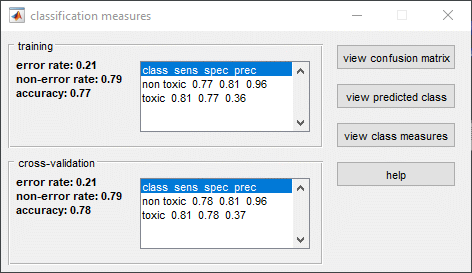 classification measures
training
error rate: 0.21
non-error rate: 0.79
accuracy: 0.77
class sens spec prec
non toxic 0.77 0.81 0.96
toxic 0.81 0.77 0.36
cross-validation
error rate: 0.21
non-error rate: 0.79
accuracy: 0.78
class sens spec prec
non toxic 0.78 0.81 0.96
toxic 0.81 0.78 0.37
view confusion matrix
view predicted class
view class measures
help